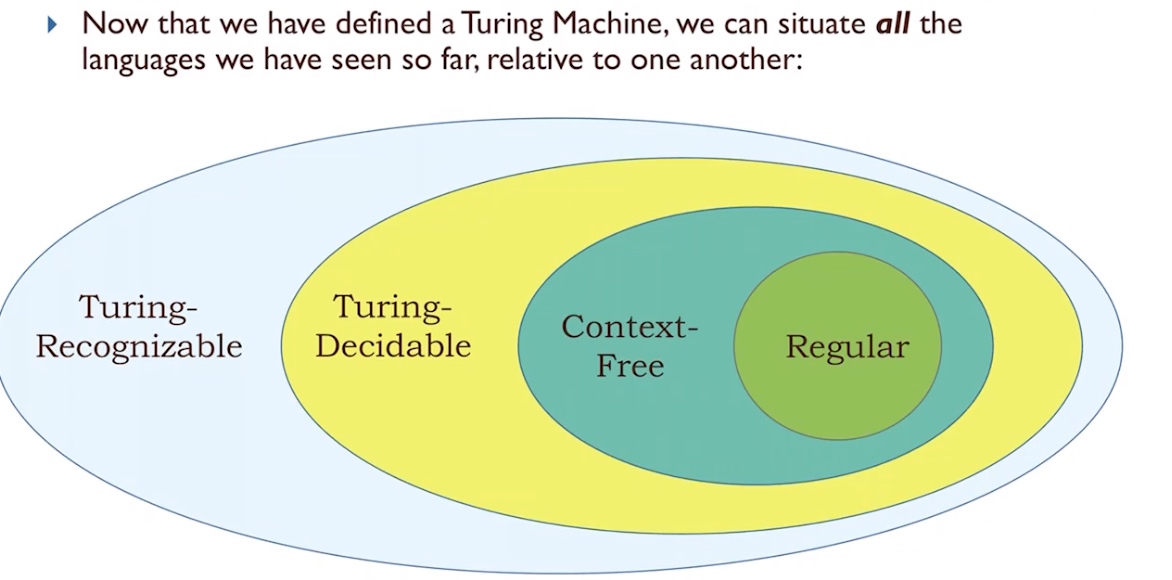 Now that we have defined a Turing Machine, we can situate all the
languages we have seen so far, relative to one another:
Turing-
Recognizable
Turing-
Decidable
Context-
Free
Regular